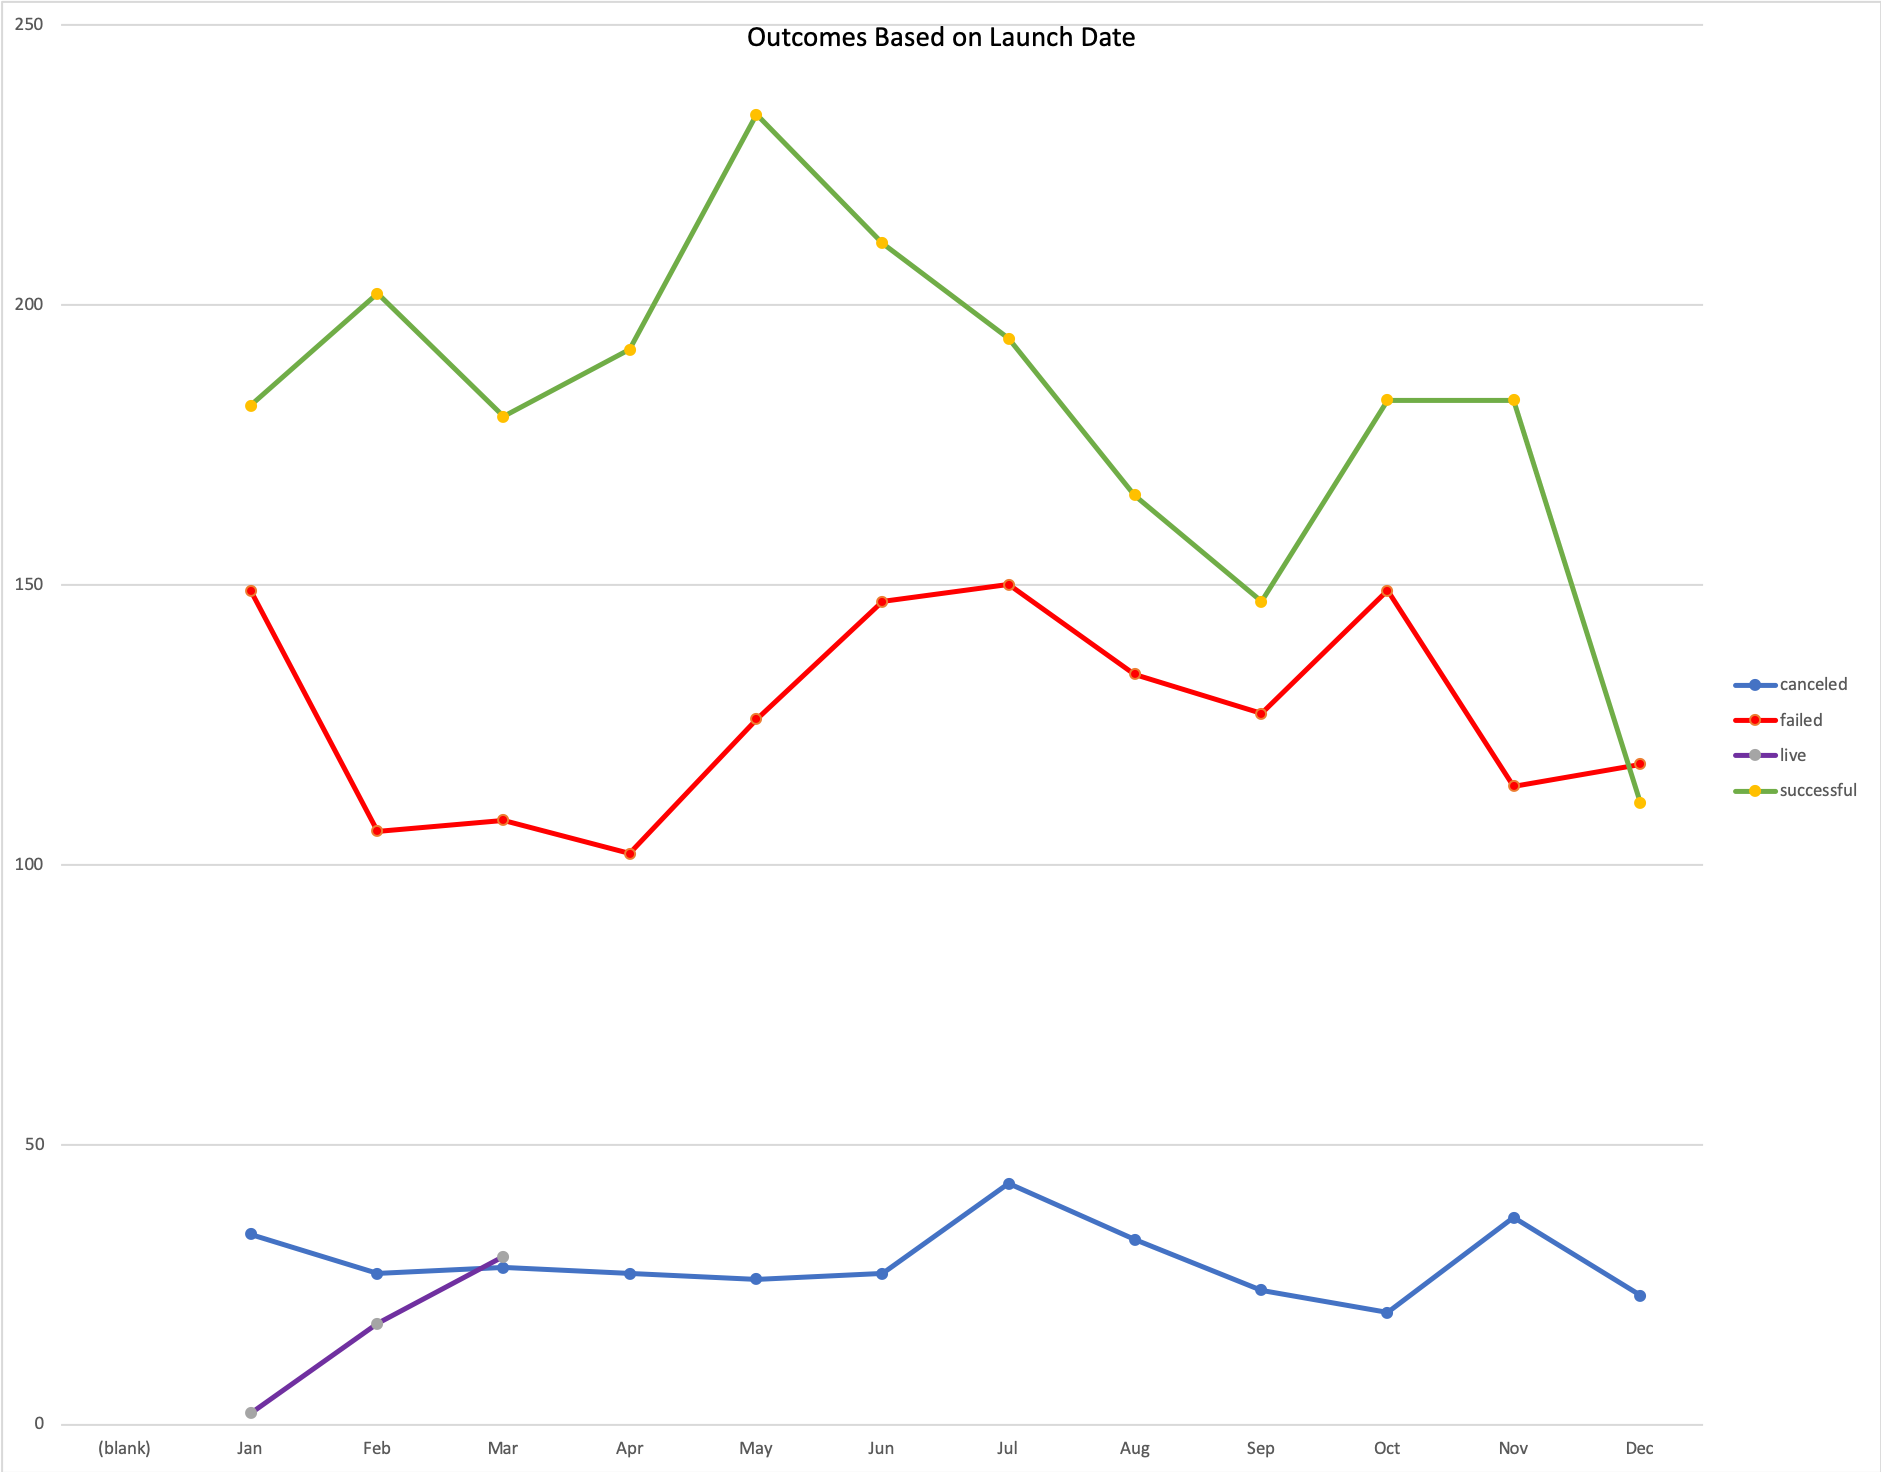 Outcomes Based on Launch Date
250
200
150
100
50
0
(blank) Jan Feb Mar Apr May Jun Jul Aug Sep Oct Nov Dec
canceled
failed
live
successful